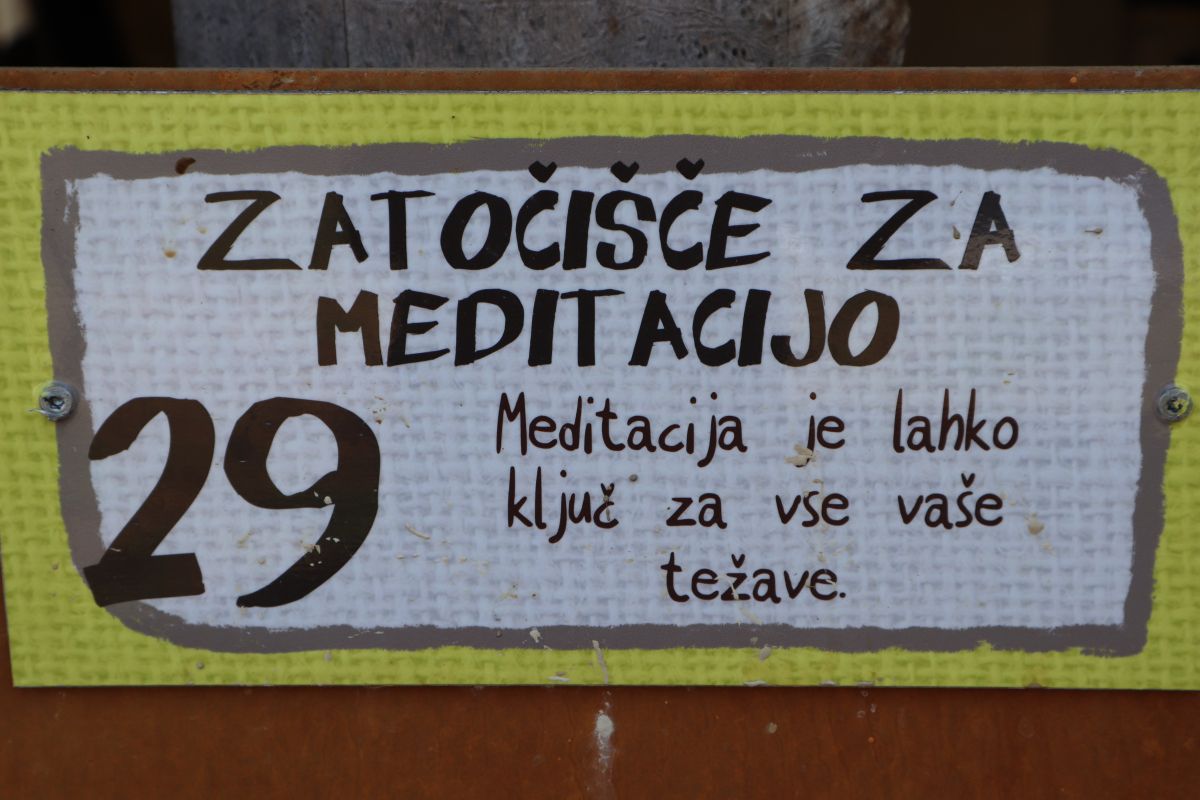 ZATOČIŠČE ZA
MEDITACIJO
29
Meditacija je lahko
ključ za vse vaše
težave.